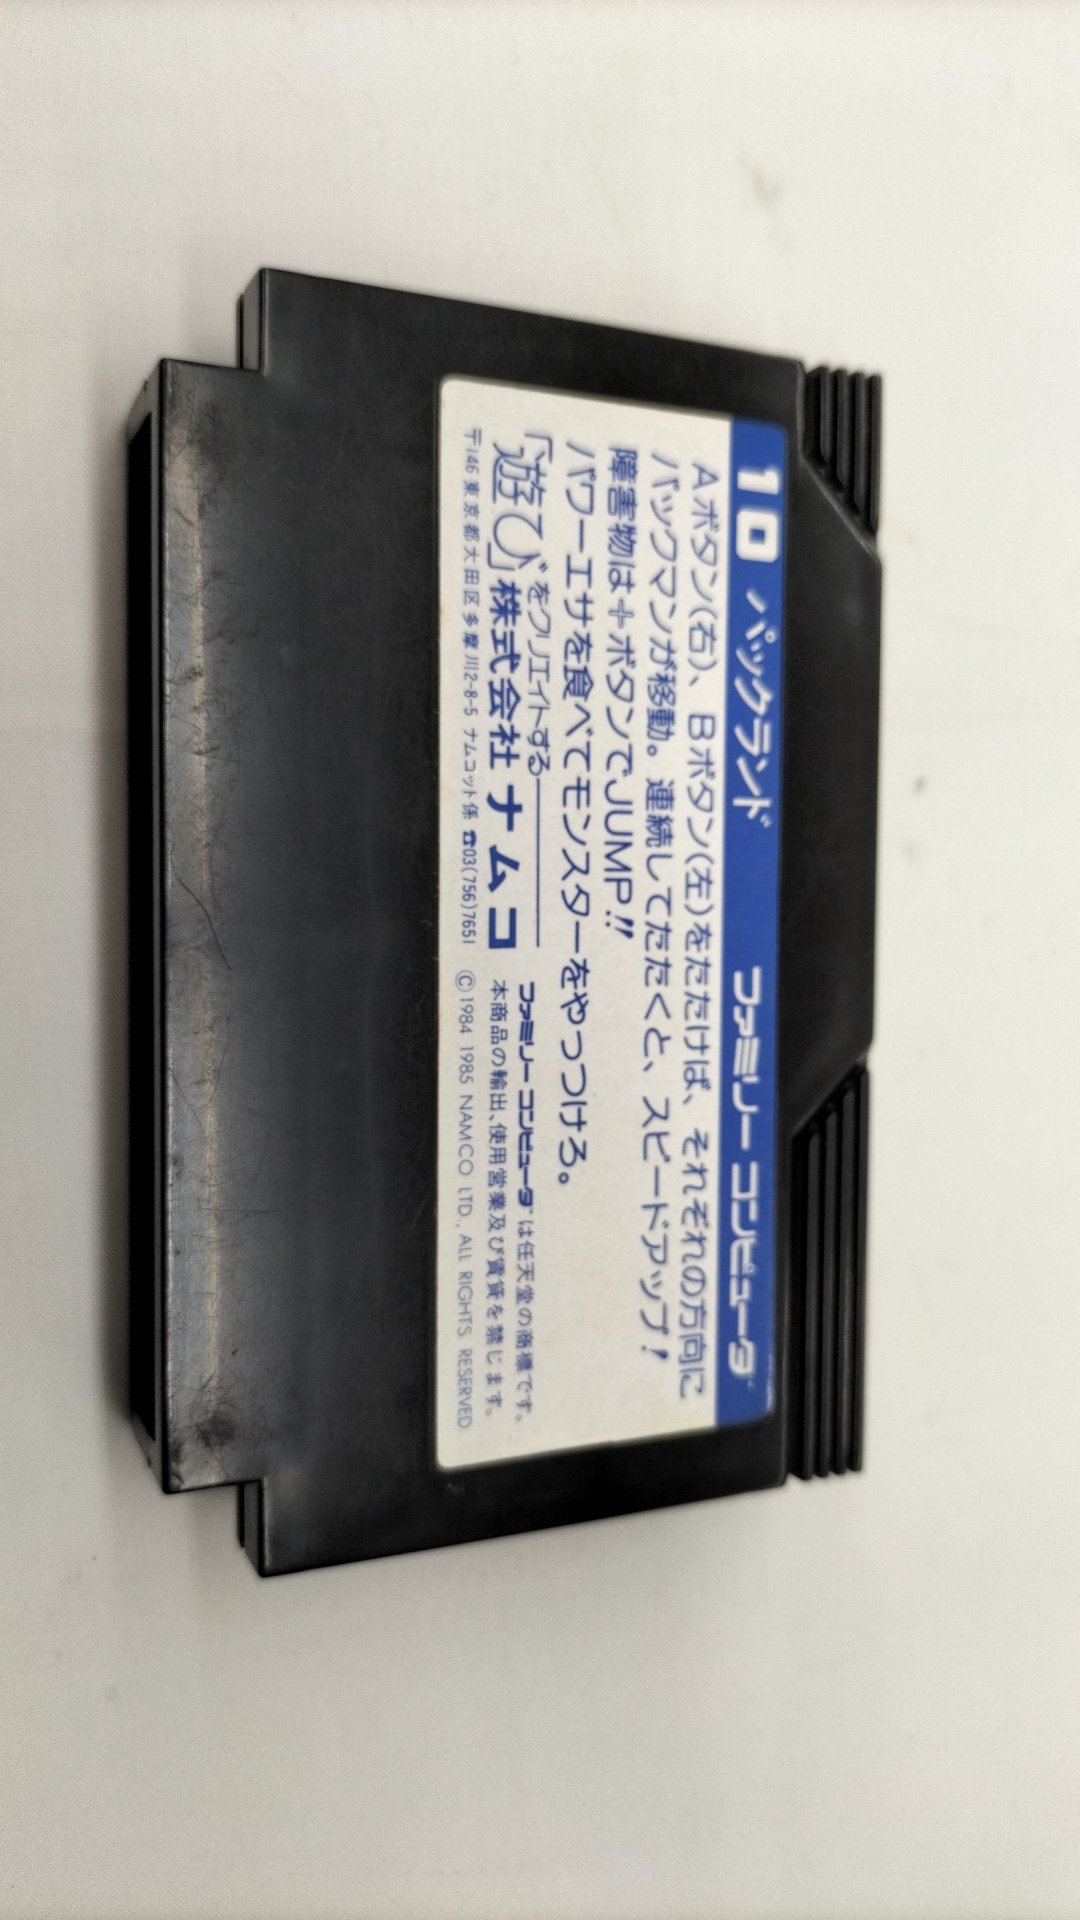 10 パックランド ファミリー コンピュータ
Aボタン(右)、Bボタン(左)をたたけば、それぞれの方向に
パックマンが移動。連続してたたくと、スピードアップ!
障害物は+ボタンでJUMP!!
パワーエサを食べてモンスターをやっつけろ。
「遊び」をクリエイトする
株式会社ナムコ
〒146 東京都大田区多摩川2-8-5 ナムコット係 ☎03(756)7651
ファミリー コンピュータは任天堂の商標です。
本商品の輸出、使用営業及び賃貸を禁じます。
©1984 1985 NAMCO LTD., ALL RIGHTS RESERVED